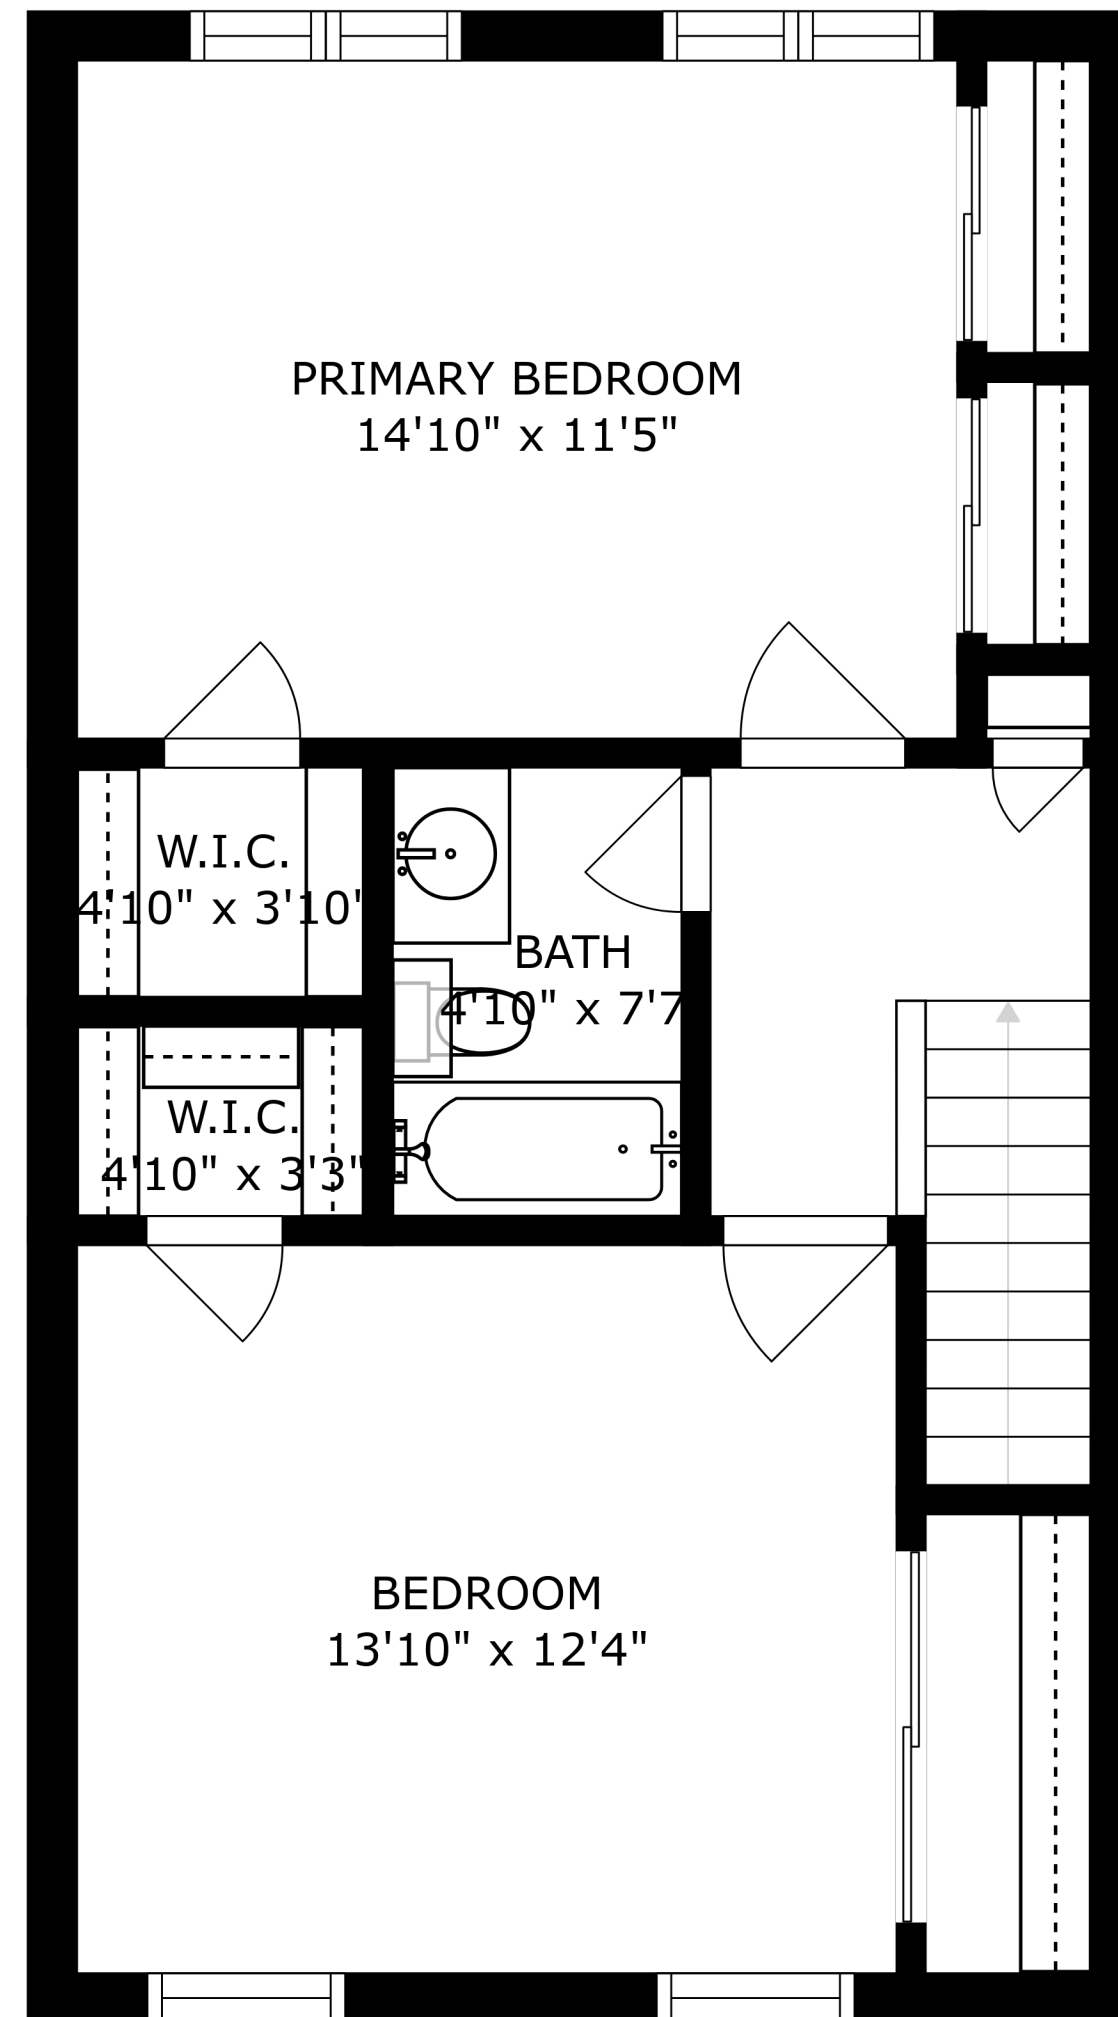 PRIMARY BEDROOM
14'10" x 11'5"
W.I.C.
4'10" x 3'10'
BATH
4'10" x 7'7
W.I.C.
4'10" x 3'3"
BEDROOM
13'10" x 12'4"